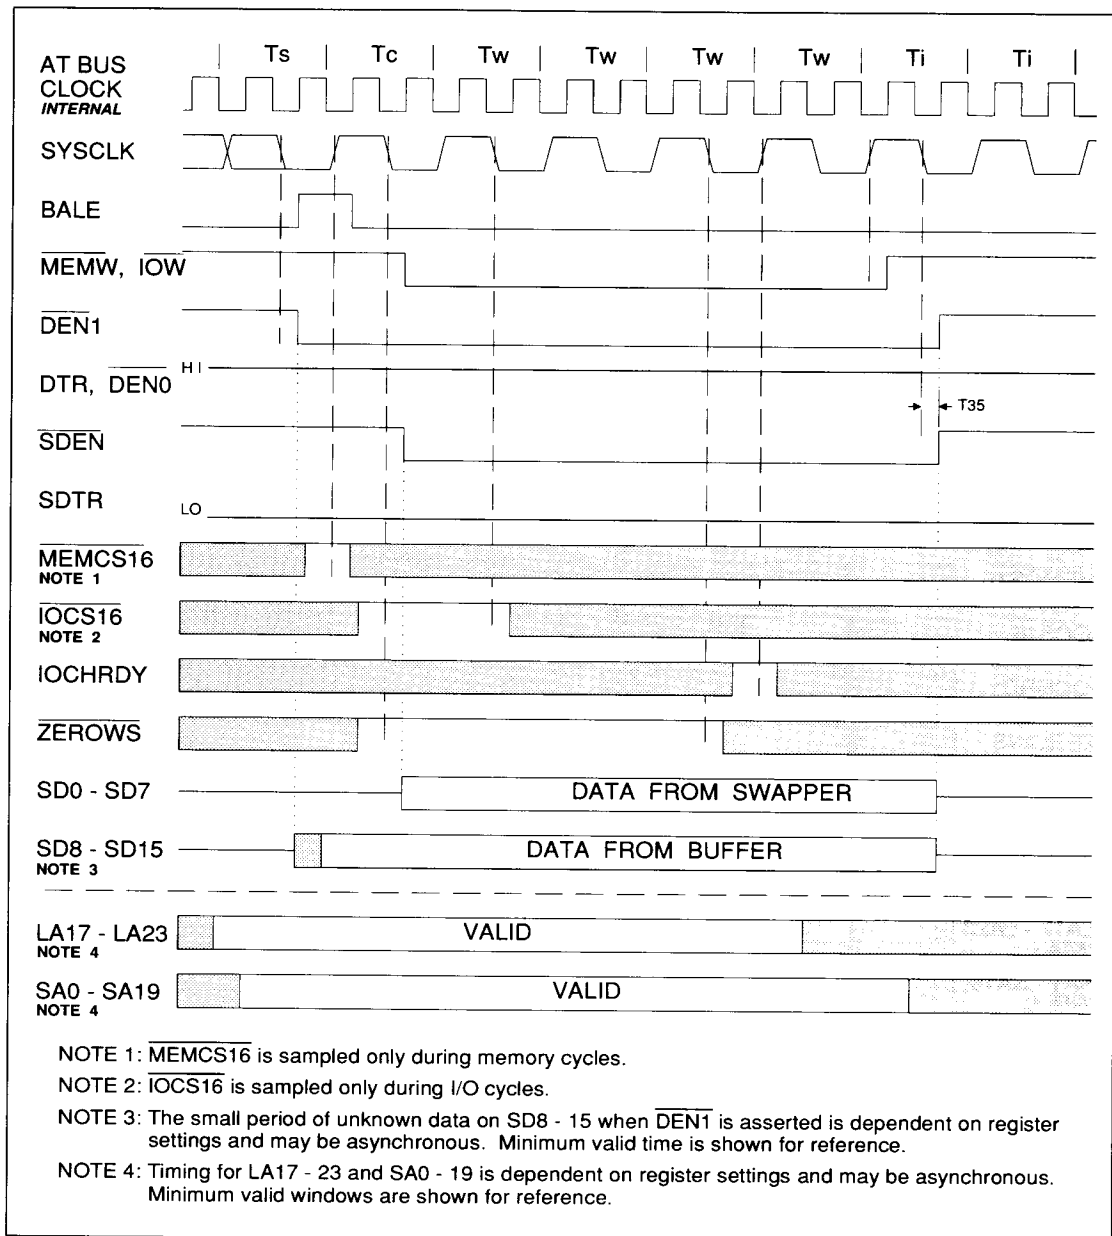 Ts Tc Tw Tw Tw Tw Ti Ti
AT BUS
CLOCK
INTERNAL
SYSCLK
BALE
MEMW, IOW
DEN1
HI
DTR, DEN0
T35
SDEN
SDTR
LO
MEMCS16
NOTE 1
IOCS16
NOTE 2
IOCHRDY
ZEROWS
SD0 - SD7 DATA FROM SWAPPER
SD8 - SD15 DATA FROM BUFFER
NOTE 3
LA17 - LA23 VALID
NOTE 4
SA0 - SA19 VALID
NOTE 4
NOTE 1: MEMCS16 is sampled only during memory cycles.
NOTE 2: IOCS16 is sampled only during I/O cycles.
NOTE 3: The small period of unknown data on SD8 - 15 when DEN1 is asserted is dependent on register
settings and may be asynchronous. Minimum valid time is shown for reference.
NOTE 4: Timing for LA17 - 23 and SA0 - 19 is dependent on register settings and may be asynchronous.
Minimum valid windows are shown for reference.